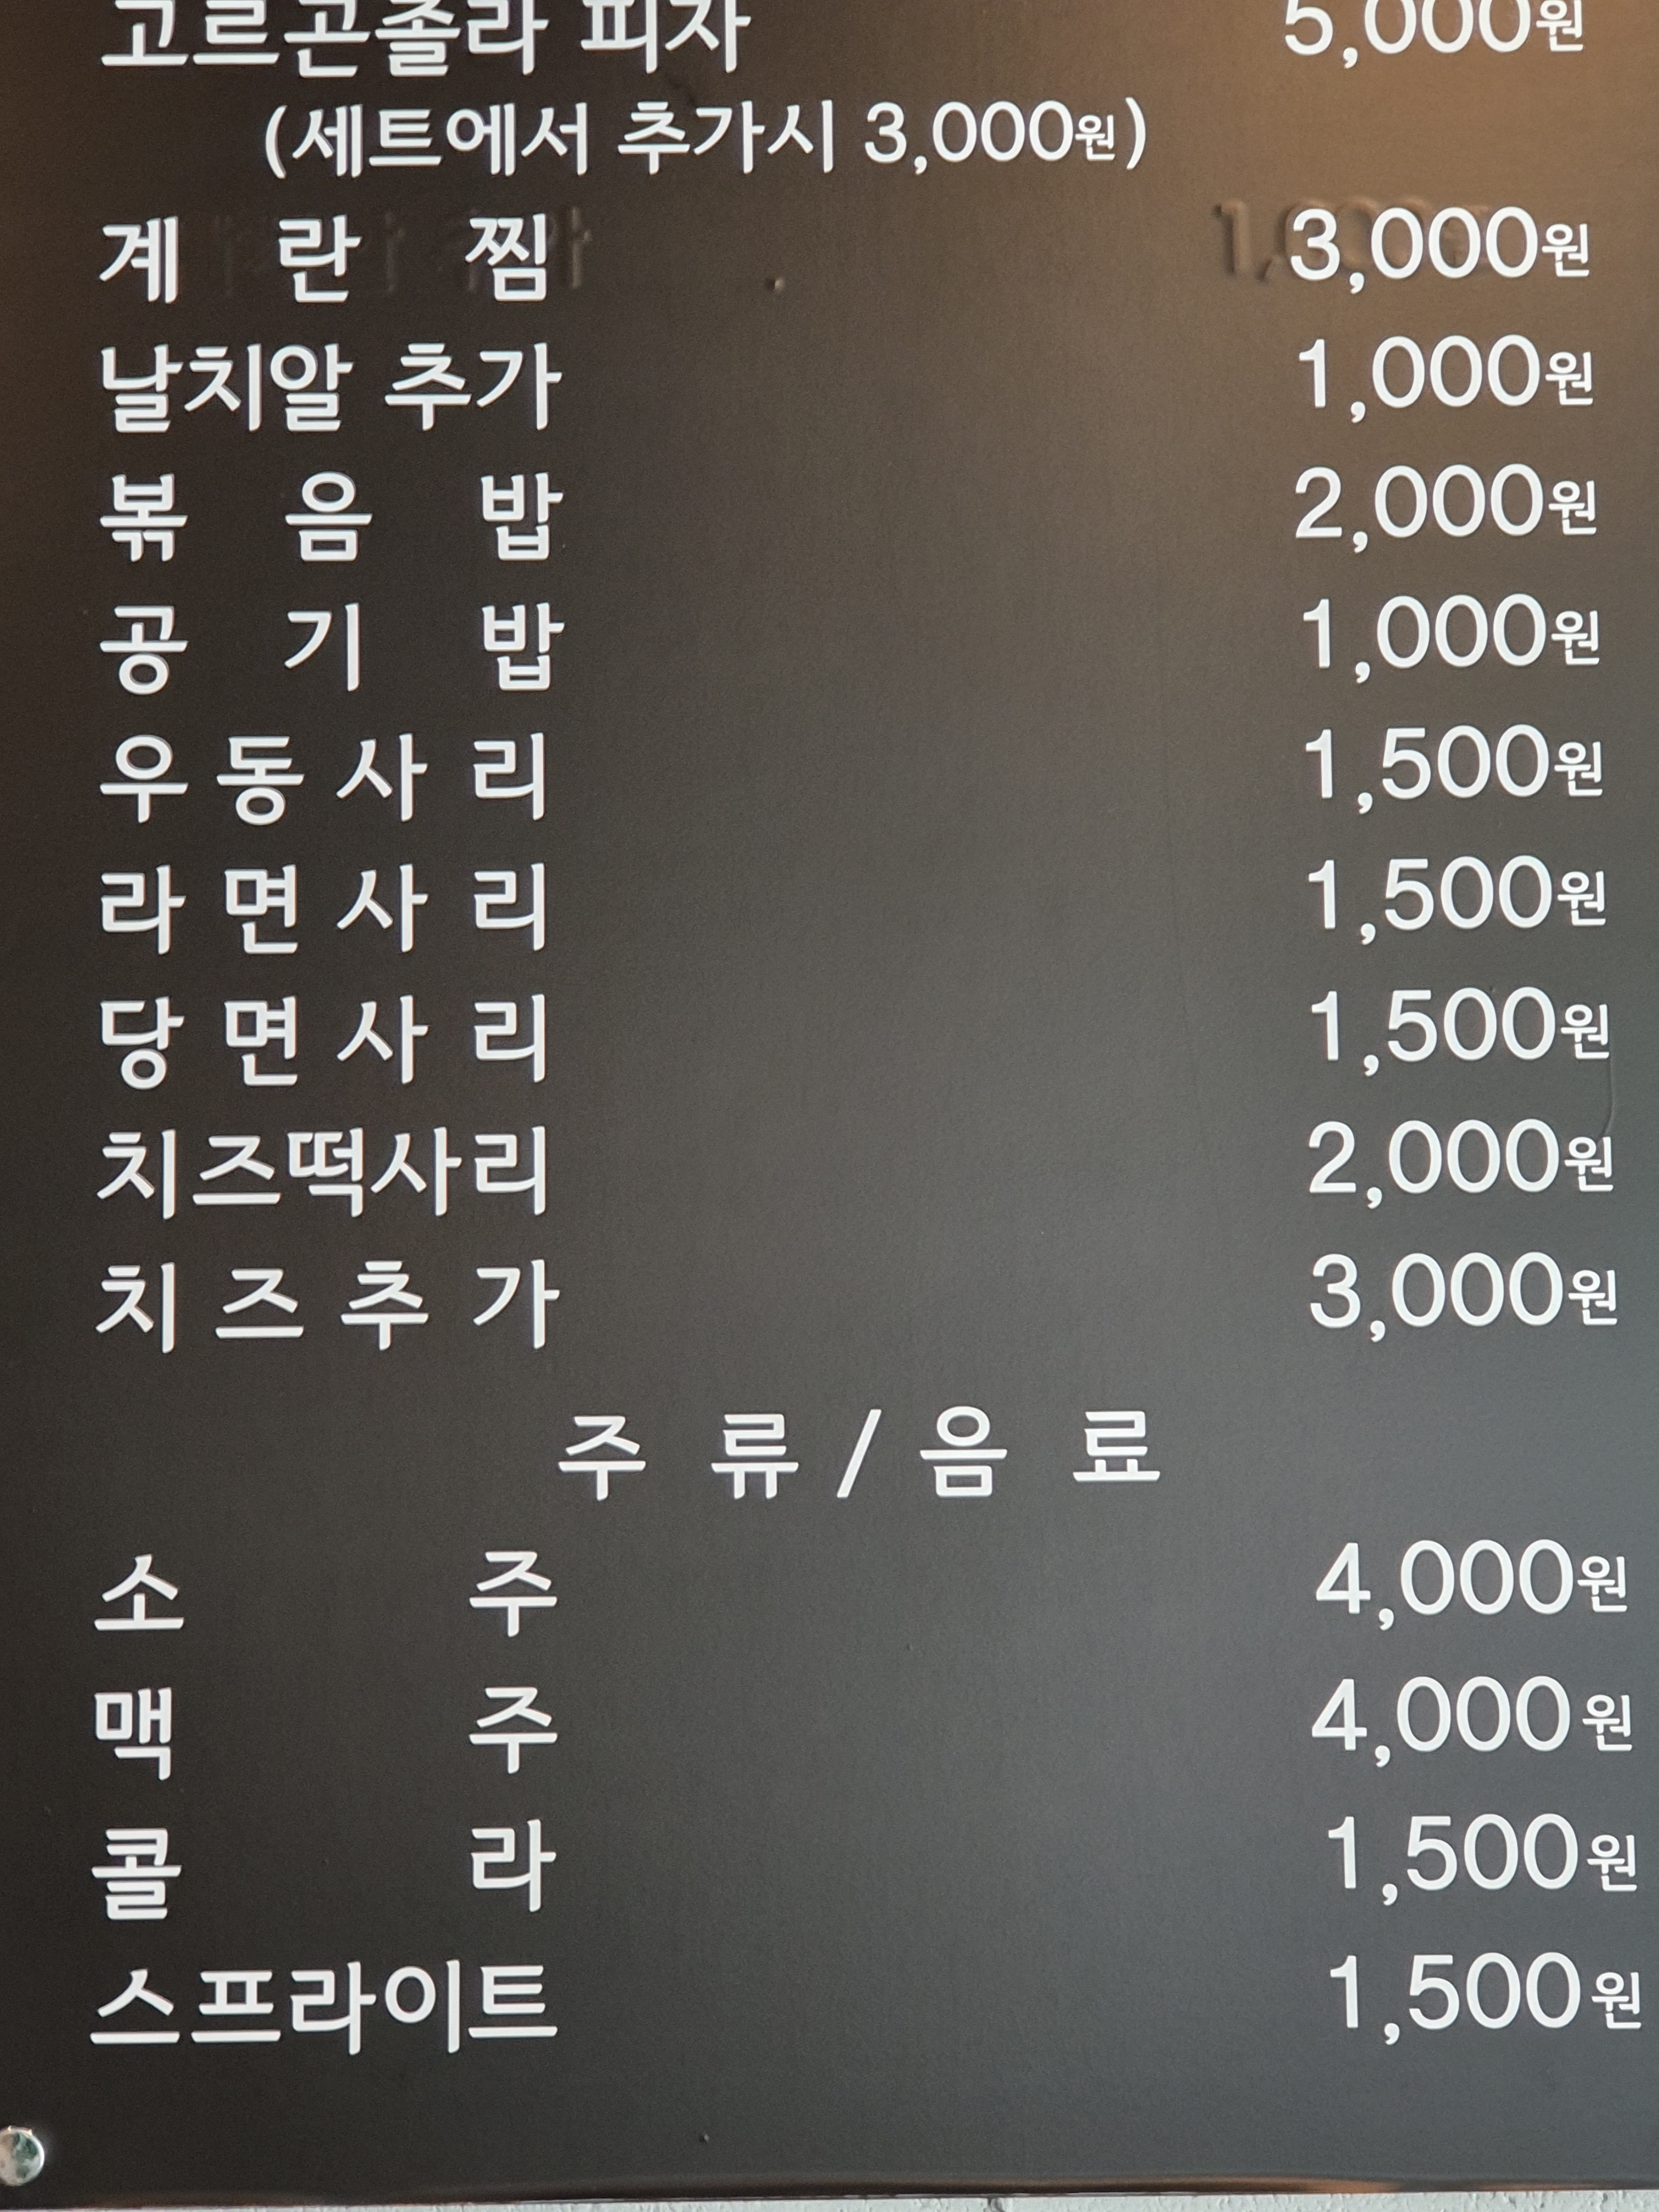 고르곤졸라 피자 5,000원
(세트에서 추가시 3,000원)
계 란 찜 3,000원
날치알 추가 1,000원
볶 음 밥 2,000원
공 기 밥 1,000원
우 동 사 리 1,500원
라 면 사 리 1,500원
당 면 사 리 1,500원
치즈떡사리 2,000원
치 즈 추 가 3,000원
주 류 / 음 료
소 주 4,000원
맥 주 4,000원
콜 라 1,500원
스프라이트 1,500원